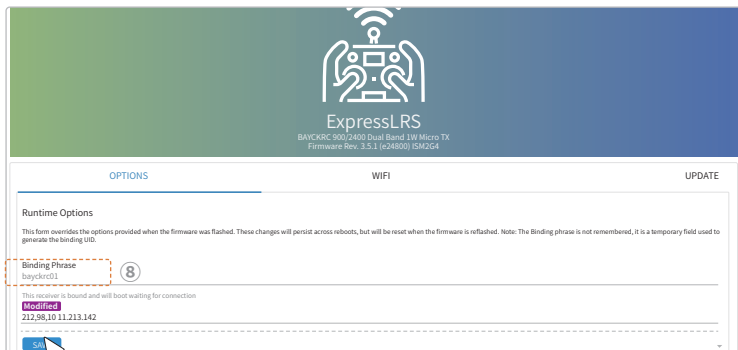 ExpressLRS
BAYCKRC 900/2400 Dual Band 1W Micro TX
Firmware Rev. 3.5.1 (e24800) ISM2G4
OPTIONS WIFI UPDATE
Runtime Options
This form overrides the options provided when the firmware was flashed. These changes will persist across reboots, but will be reset when the firmware is reflashed. Note: The Binding phrase is not remembered, it is a temporary field used to
generate the binding UID.
Binding Phrase
bayckrc01
⑧
This receiver is bound and will boot waiting for connection
Modified
212,98,10 11.213.142